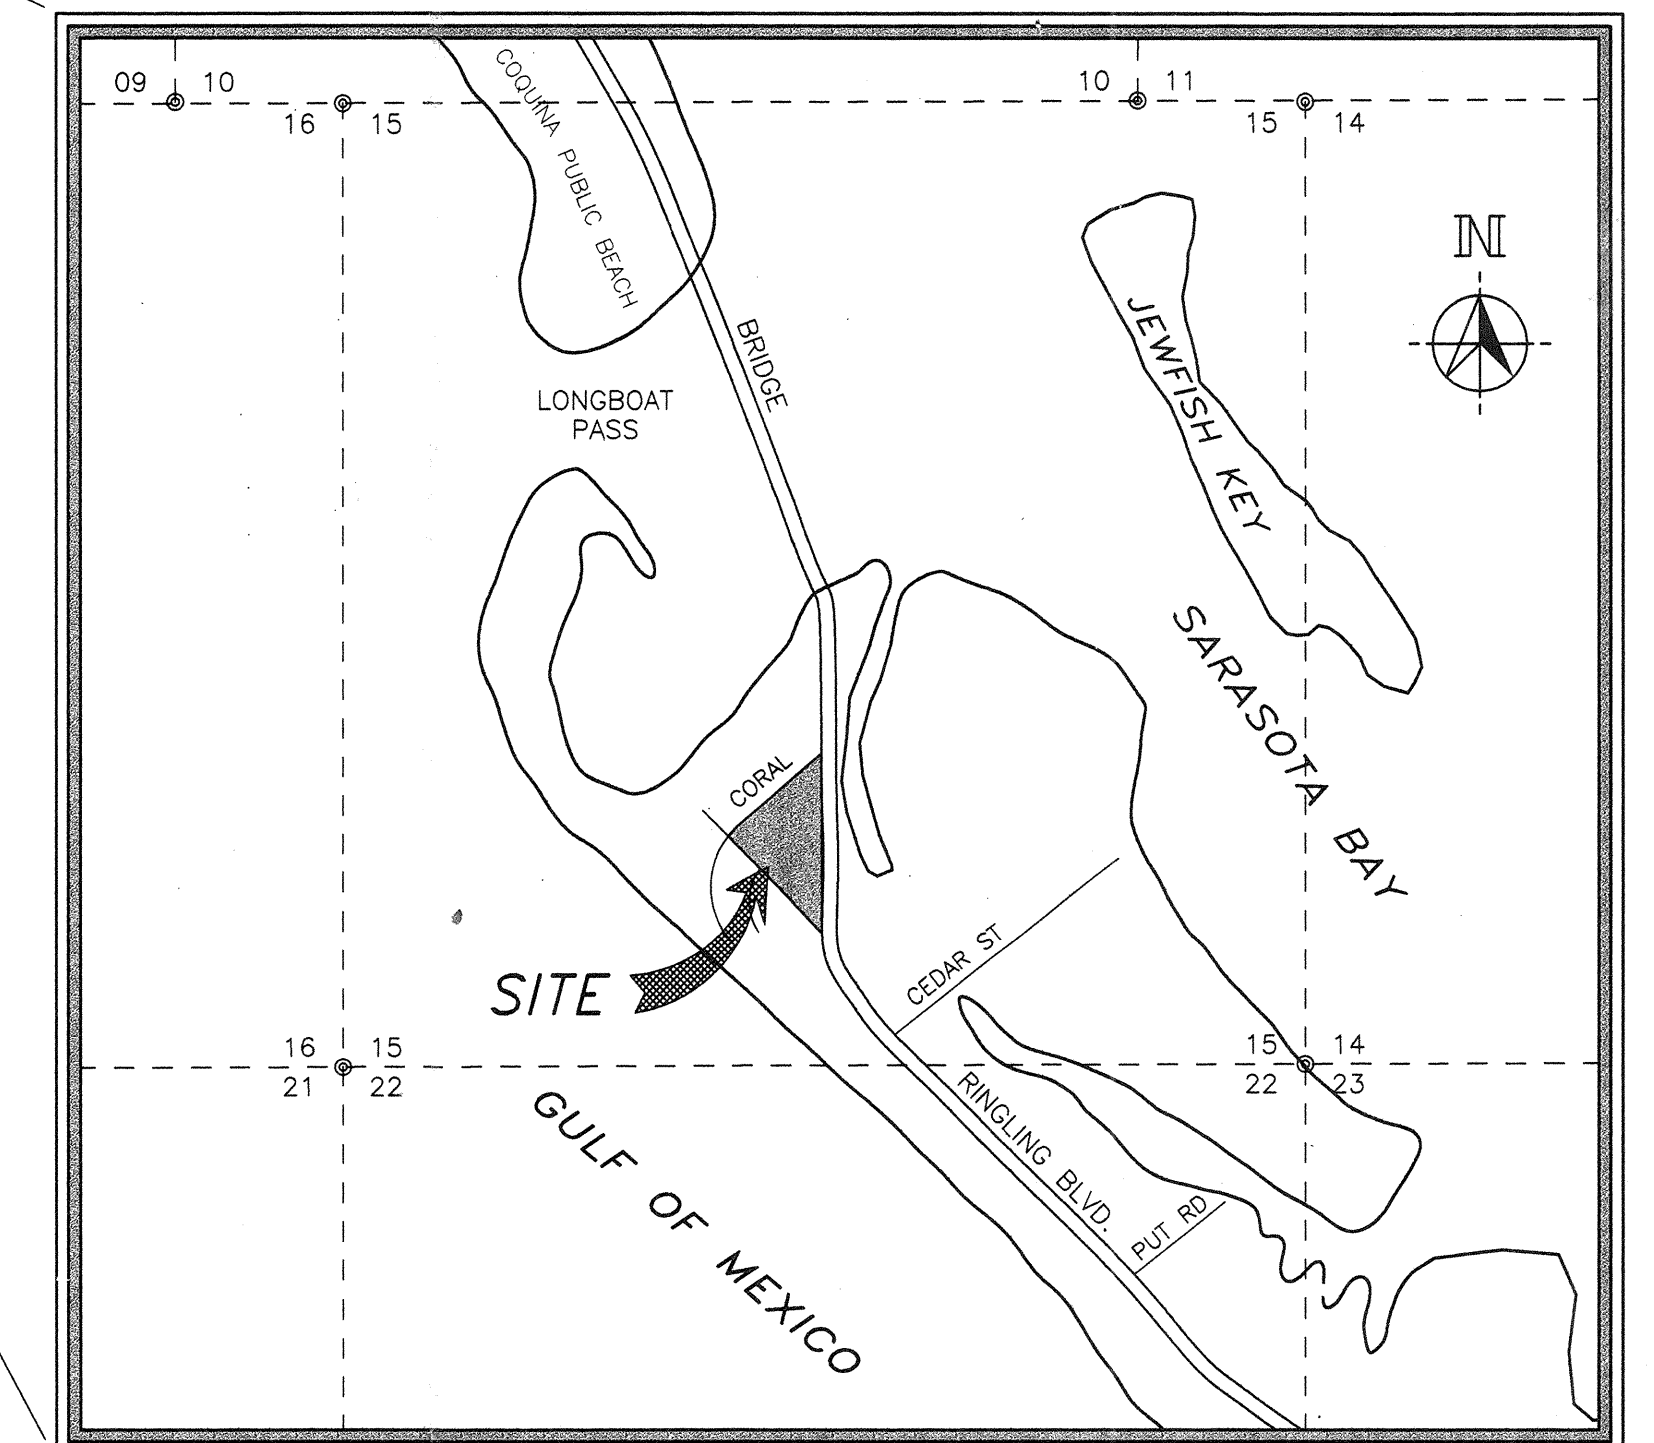 09 10
10 11
16 15
15 14
COQUINA PUBLIC BEACH
N
BRIDGE
JEWFISH KEY
LONGBOAT
PASS
SARASOTA BAY
CORAL
CEDAR ST
SITE
16 15
21 22
15 14
22 23
RINGLING BLVD.
PUT RD
GULF OF MEXICO